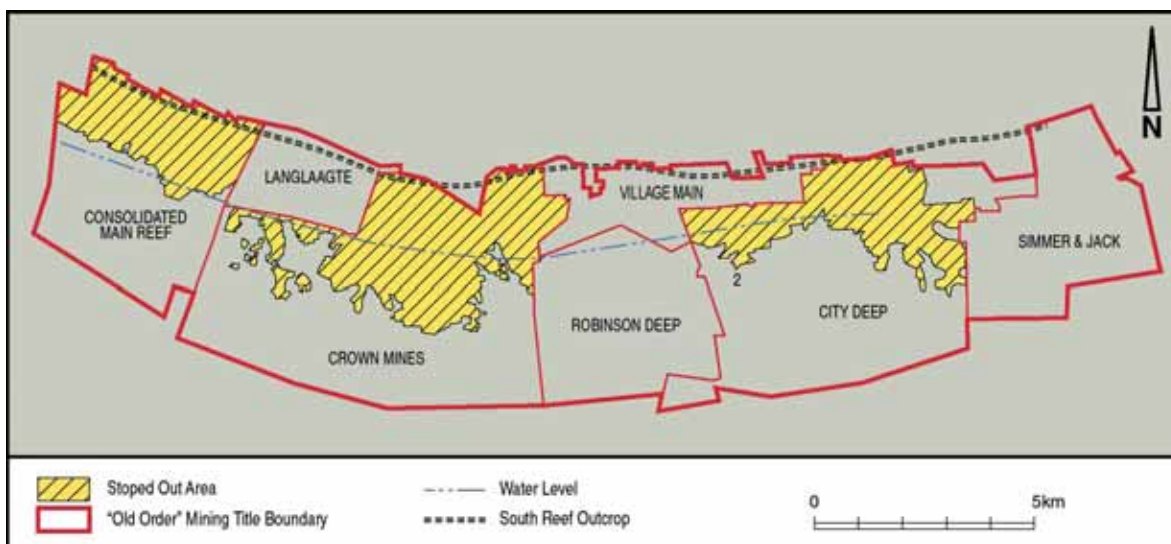 N
LANGLAAGTE
VILLAGE MAIN
CONSOLIDATED
MAIN REEF
SIMMER & JACK
2
CITY DEEP
ROBINSON DEEP
CROWN MINES
Stoped Out Area
"Old Order" Mining Title Boundary
Water Level
South Reef Outcrop
0
5km